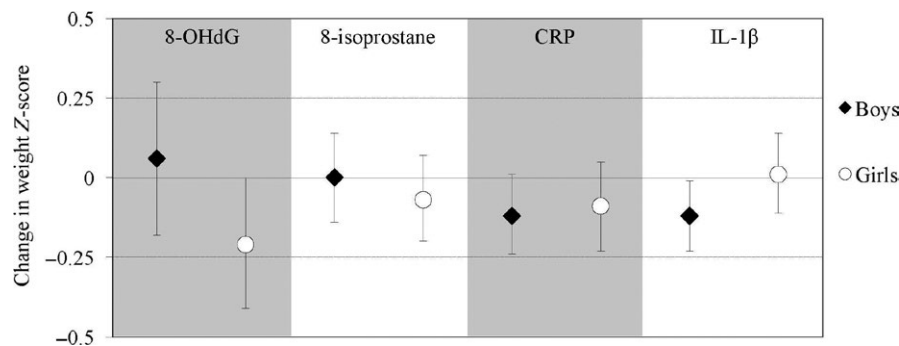 0.5
8-OHdG 8-isoprostane CRP IL-1β
0.25
Boys
0
Girls
−0.25
−0.5
Change in weight Z-score